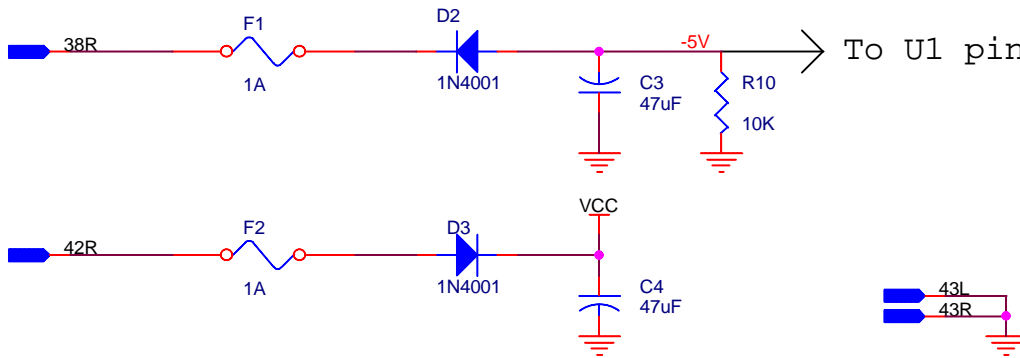 38R
F1
1A
D2
1N4001
-5V
C3
47uF
R10
10K
To U1 pin
42R
F2
1A
D3
1N4001
VCC
C4
47uF
43L
43R